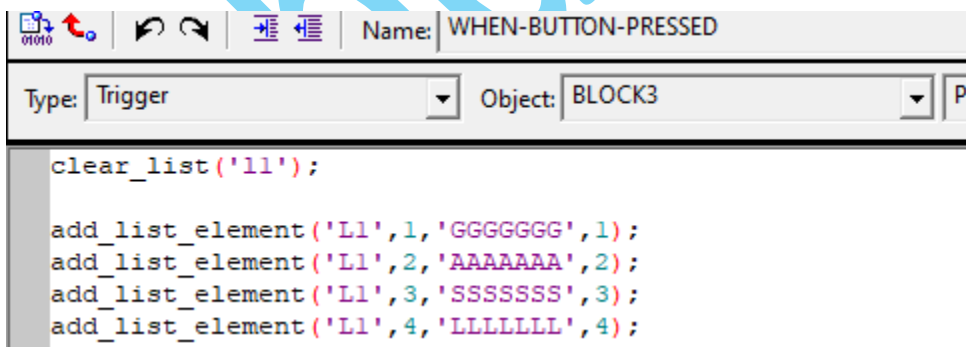 Name: WHEN-BUTTON-PRESSED
Type: Trigger Object: BLOCK3 P
clear_list('l1');
add_list_element('L1',1,'GGGGGGG',1);
add_list_element('L1',2,'AAAAAAA',2);
add_list_element('L1',3,'SSSSSSS',3);
add_list_element('L1',4,'LLLLLLL',4);